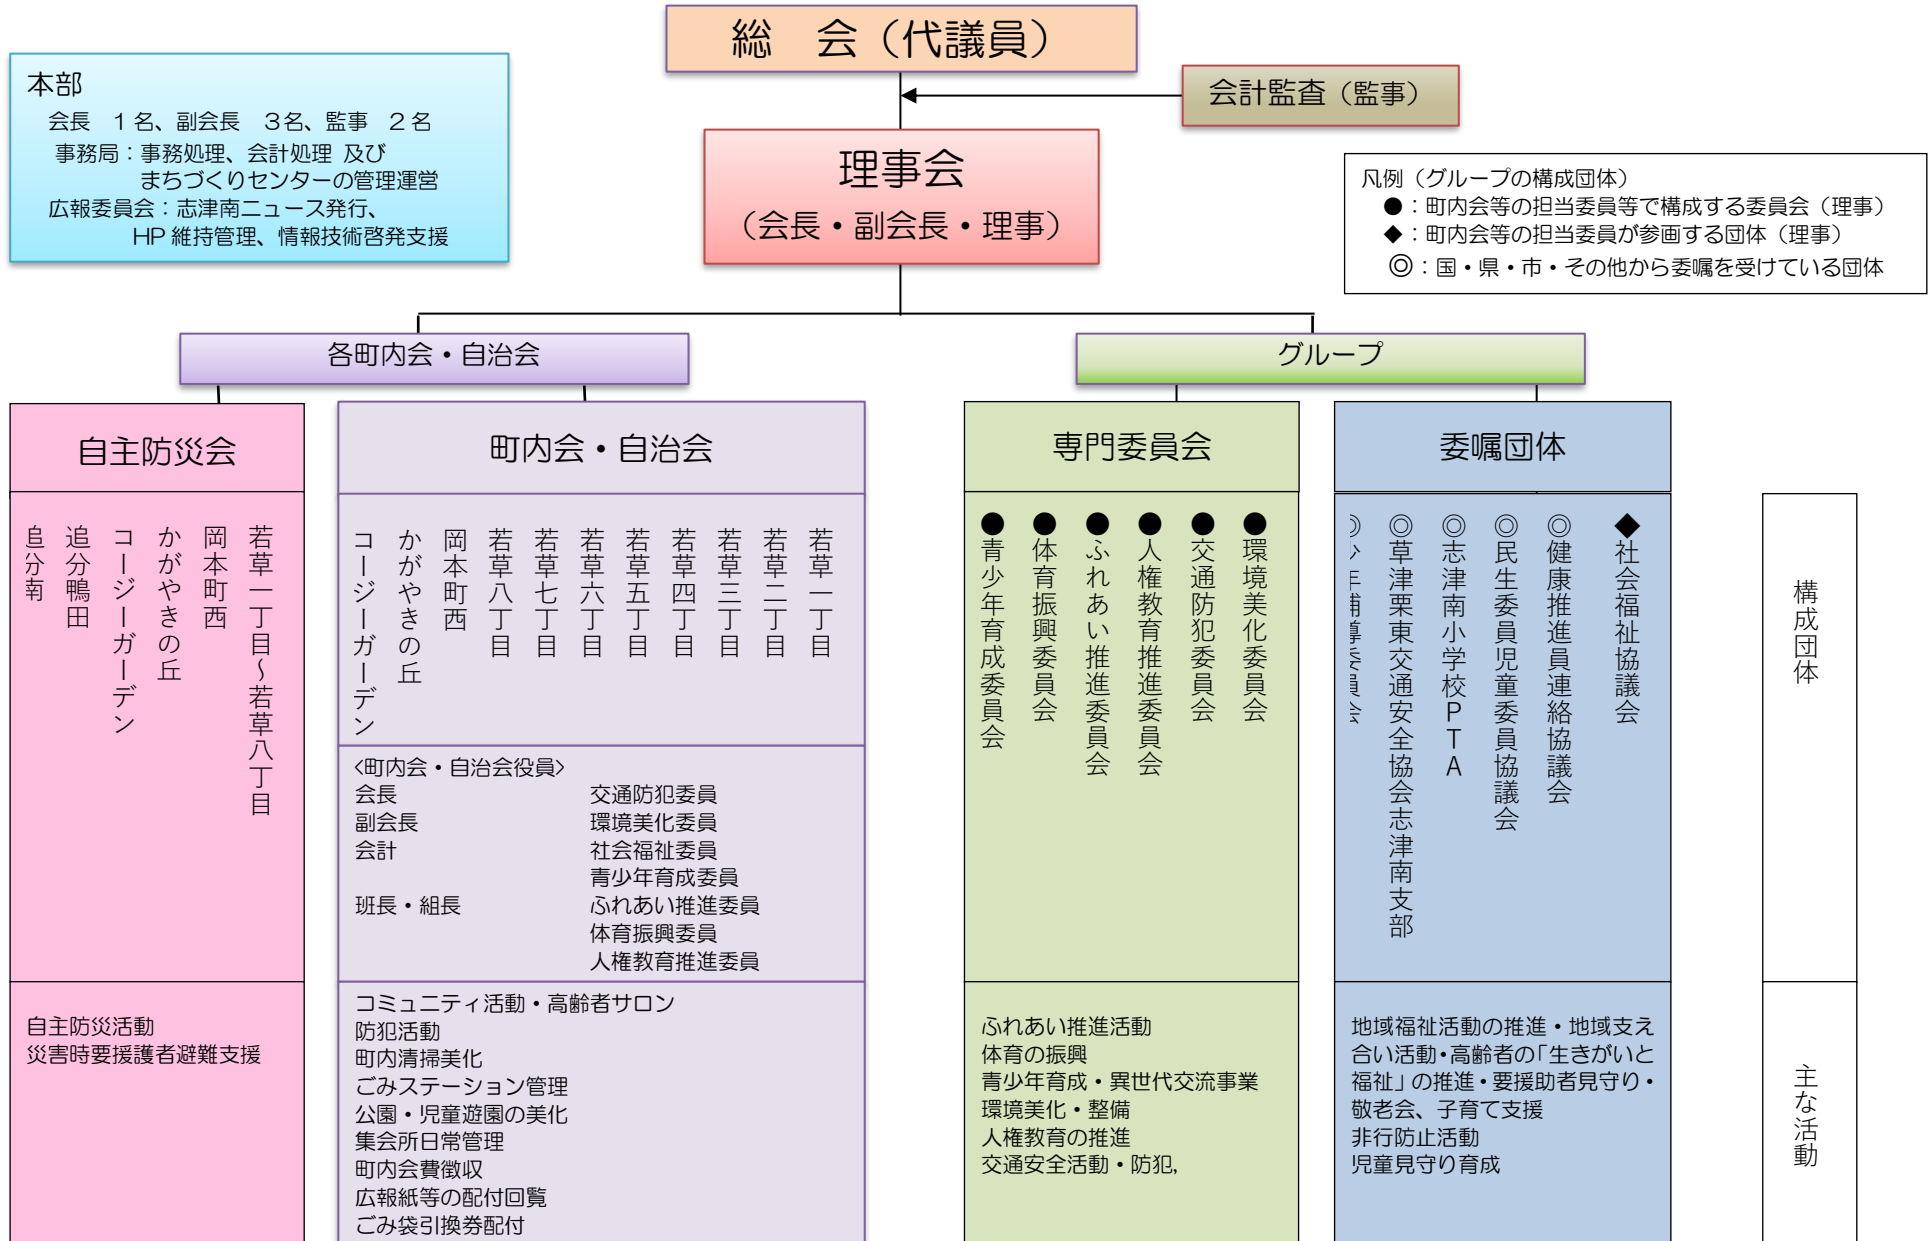 総　会（代議員）
本部
会長　１名、副会長　３名、監事　２名
事務局：事務処理、会計処理 及び
まちづくりセンターの管理運営
広報委員会：志津南ニュース発行、
HP 維持管理、情報技術啓発支援
会計監査（監事）
理事会
（会長・副会長・理事）
凡例（グループの構成団体）
●：町内会等の担当委員等で構成する委員会（理事）
◆：町内会等の担当委員が参画する団体（理事）
◎：国・県・市・その他から委嘱を受けている団体
各町内会・自治会
グループ
自主防災会
若草一丁目～若草八丁目
岡本町西
かがやきの丘
コージーガーデン
追分鴨田
追分南
自主防災活動
災害時要援護者避難支援
町内会・自治会
若草一丁目
若草二丁目
若草三丁目
若草四丁目
若草五丁目
若草六丁目
若草七丁目
若草八丁目
岡本町西
かがやきの丘
コージーガーデン
〈町内会・自治会役員〉
会長　交通防犯委員
副会長　環境美化委員
会計　社会福祉委員
青少年育成委員
班長・組長　ふれあい推進委員
体育振興委員
人権教育推進委員
コミュニティ活動・高齢者サロン
防犯活動
町内清掃美化
ごみステーション管理
公園・児童遊園の美化
集会所日常管理
町内会費徴収
広報紙等の配付回覧
ごみ袋引換券配付
専門委員会
●環境美化委員会
●交通防犯委員会
●人権教育推進委員会
●ふれあい推進委員会
●体育振興委員会
●青少年育成委員会
ふれあい推進活動
体育の振興
青少年育成・異世代交流事業
環境美化・整備
人権教育の推進
交通安全活動・防犯,
委嘱団体
◆社会福祉協議会
◎健康推進員連絡協議会
◎民生委員児童委員協議会
◎志津南小学校ＰＴＡ
◎草津栗東交通安全協会志津南支部
地域福祉活動の推進・地域支え
合い活動・高齢者の「生きがいと
福祉」の推進・要援助者見守り・
敬老会、子育て支援
非行防止活動
児童見守り育成
構成団体
主な活動